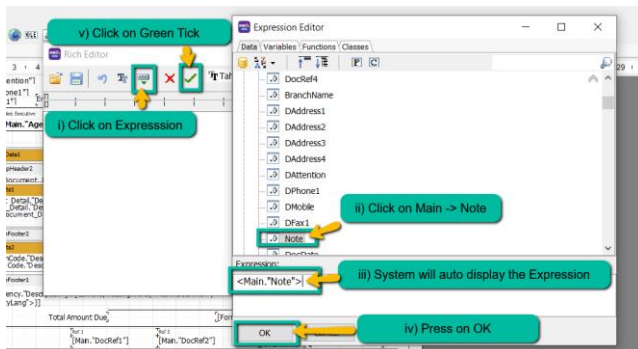 v) Click on Green Tick
Expression Editor
Data Variables Functions Classes
Rich Editor
DocRef4
BranchName
DAddress1
DAddress2
DAddress3
DAddress4
DAttention
DPhone1
DMobile
DFax1
Note
DocDate
i) Click on Expresssion
ii) Click on Main -> Note
Expression:
<Main."Note">
iii) System will auto display the Expression
OK
iv) Press on OK
Total Amount Due
[Main."DocRef1"]
[Main."DocRef2"]